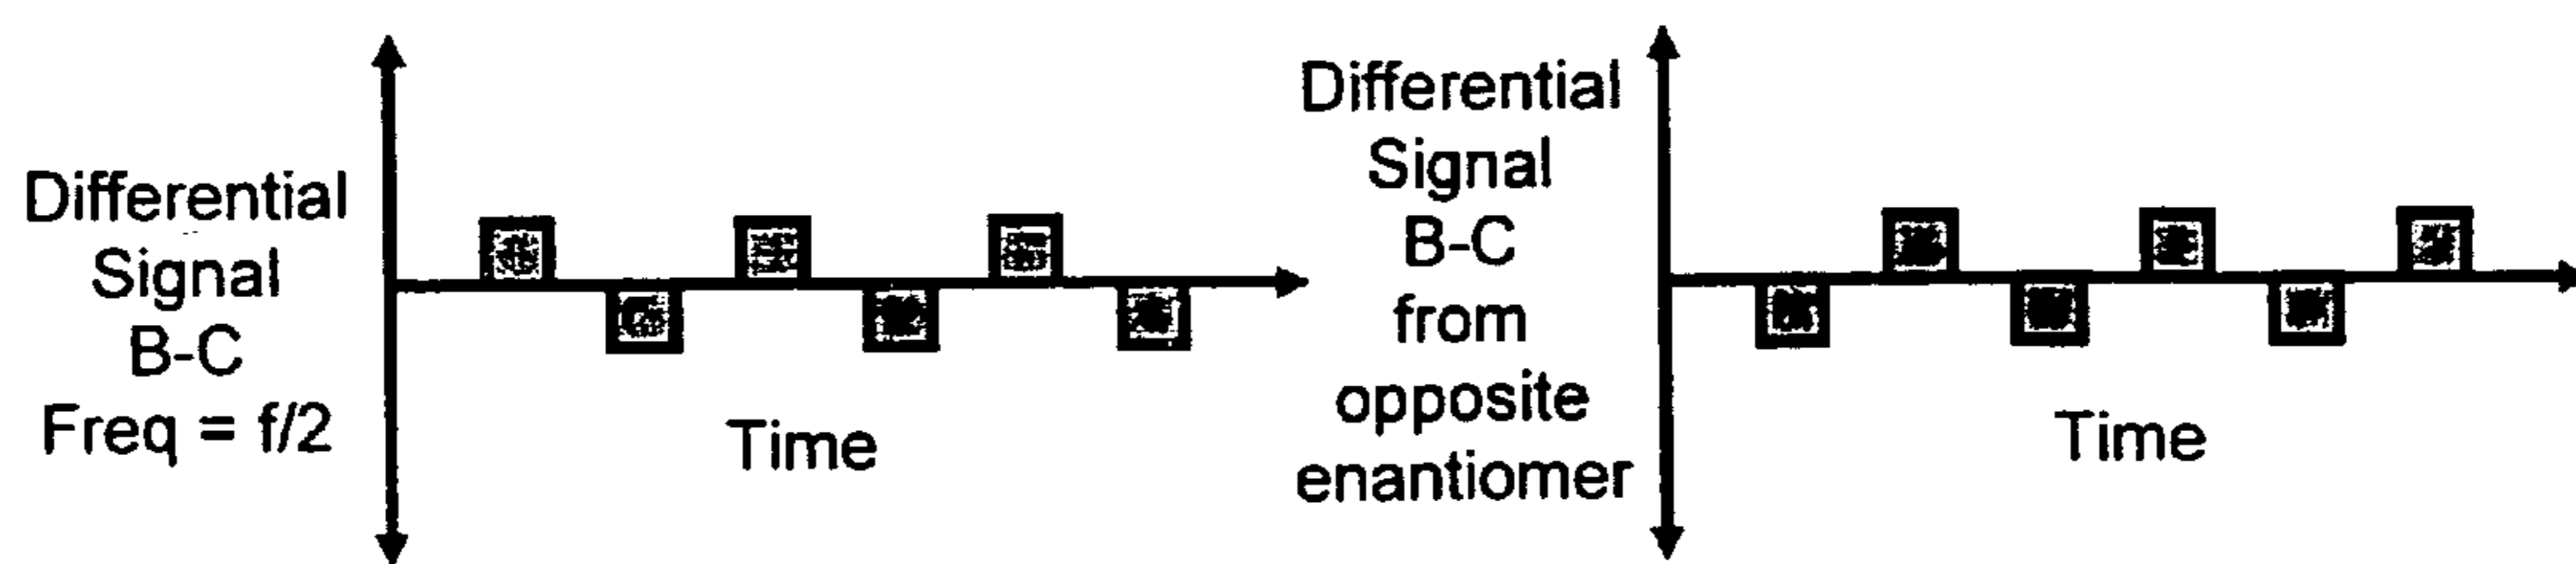 Differential
Signal
B-C
Freq = f/2
Time
Differential
Signal
B-C
from
opposite
enantiomer
Time